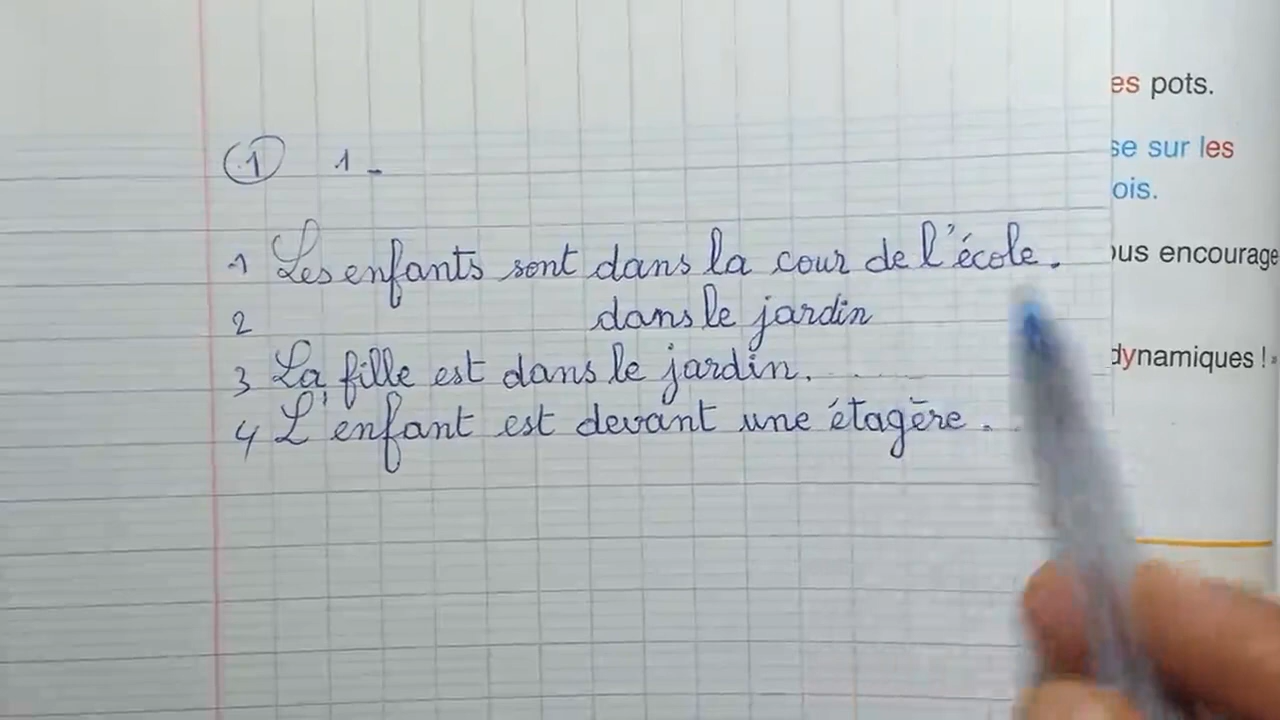 ① 1 -
1 Les enfants sont dans la cour de l'école.
2 dans le jardin
3 La fille est dans le jardin.
4 L'enfant est devant une étagère.
es pots.
se sur les
ois.
ous encourage
dynamiques !